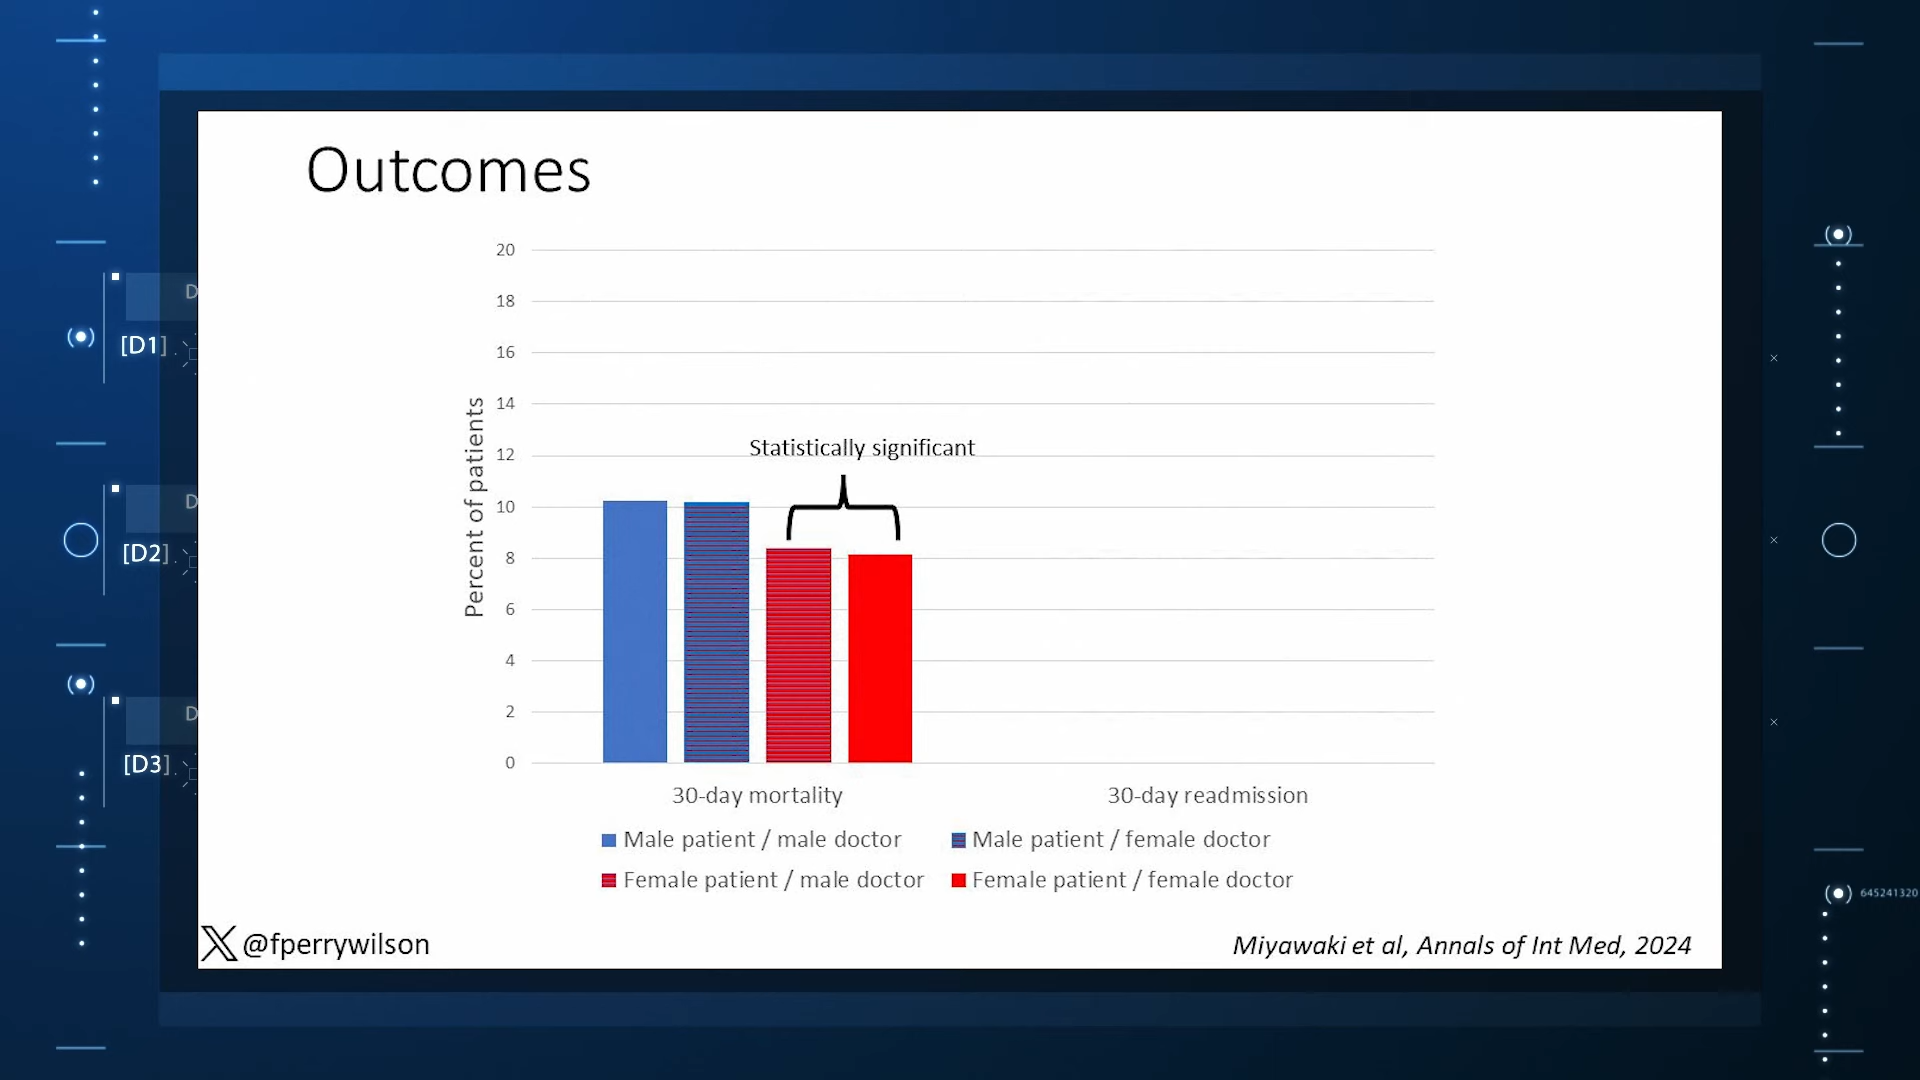 Outcomes
20
18
16
14
12
10
8
6
4
2
0
Percent of patients
Statistically significant
30-day mortality
30-day readmission
Male patient / male doctor
Male patient / female doctor
Female patient / male doctor
Female patient / female doctor
@fperrywilson
Miyawaki et al, Annals of Int Med, 2024
D
[D1]
D
[D2]
D
[D3]
645241320